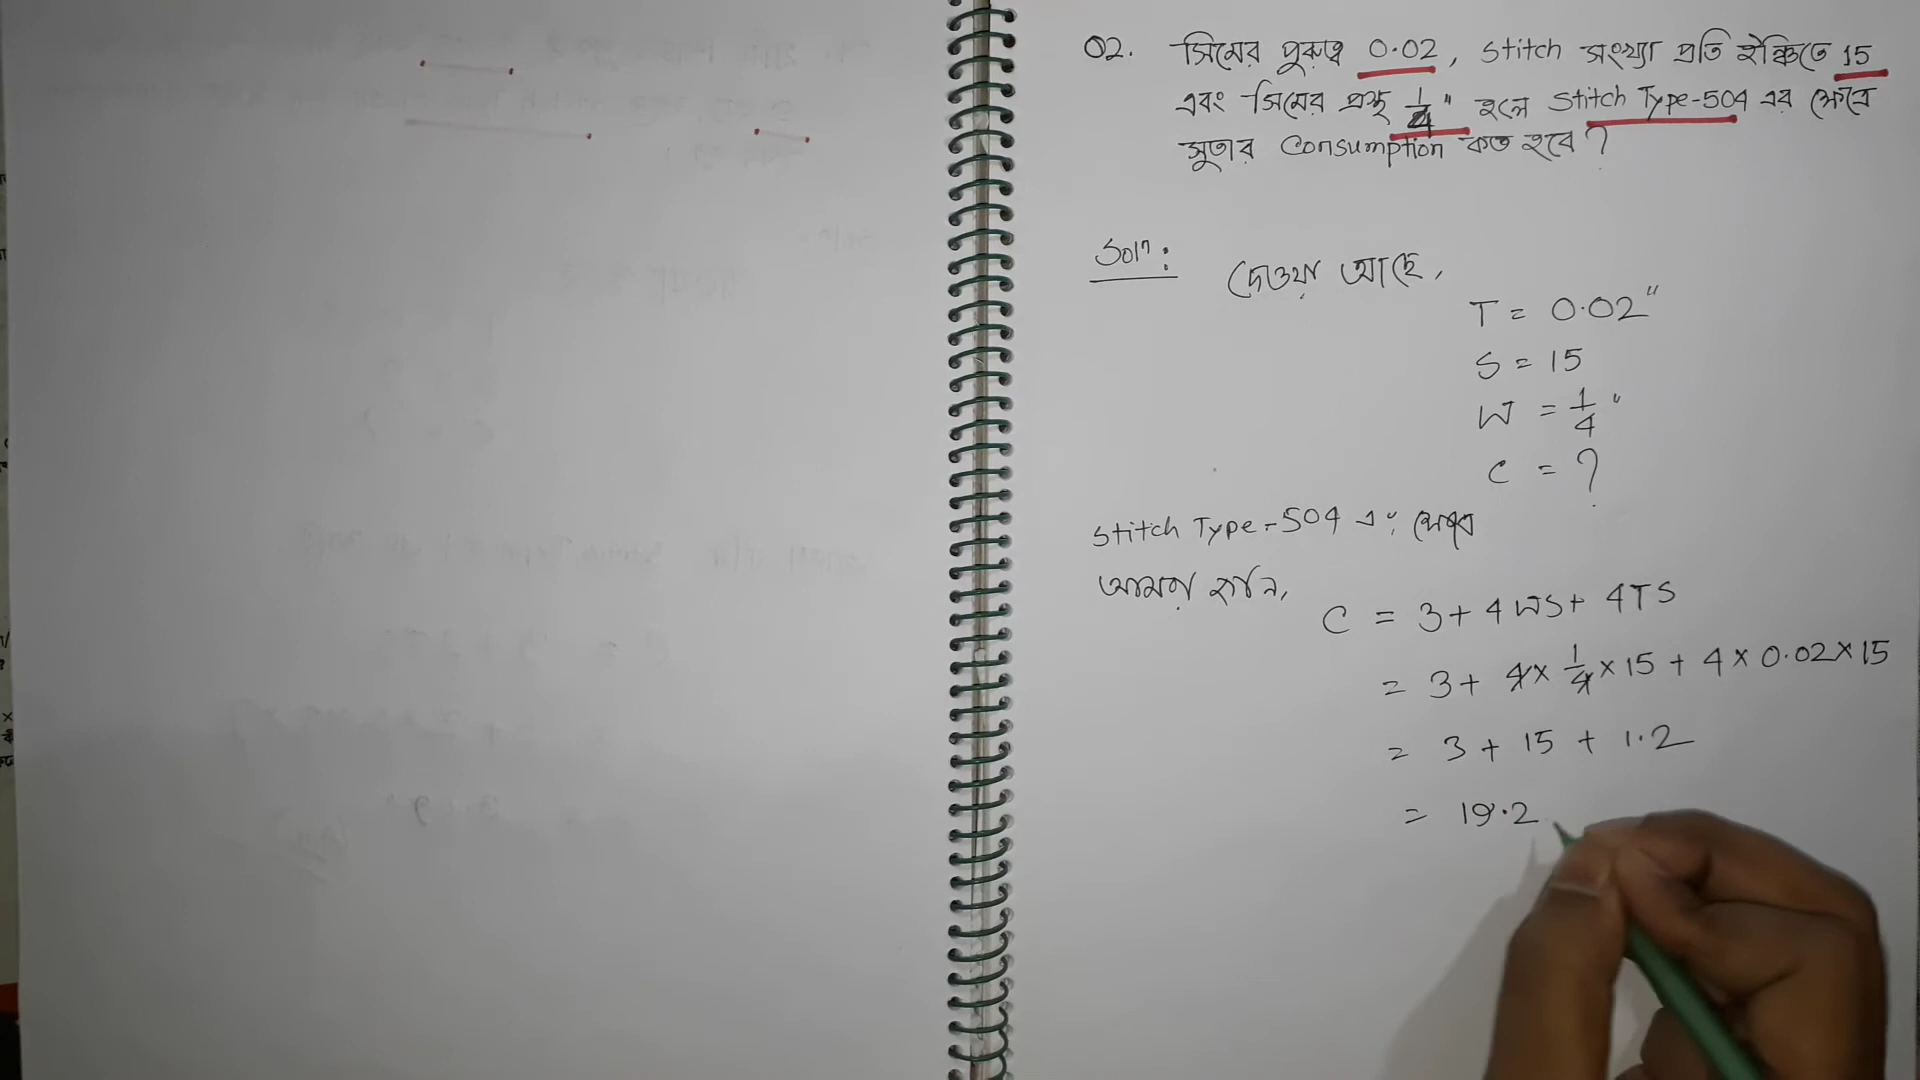 02. সিমের পুরুত্ব 0.02, stitch সংখ্যা প্রতি ইঞ্চিতে 15
এবং সিমের প্রস্থ 1/4" হলে Stitch Type-504 এর ক্ষেত্রে
সুতার Consumption কত হবে?
Solⁿ:
দেওয়া আছে,
T = 0.02"
S = 15
W = 1/4"
C = ?
Stitch Type-504 এর ক্ষেত্রে
আমরা জানি,
C = 3 + 4WS + 4TS
= 3 + 4 × 1/4 × 15 + 4 × 0.02 × 15
= 3 + 15 + 1.2
= 19.2